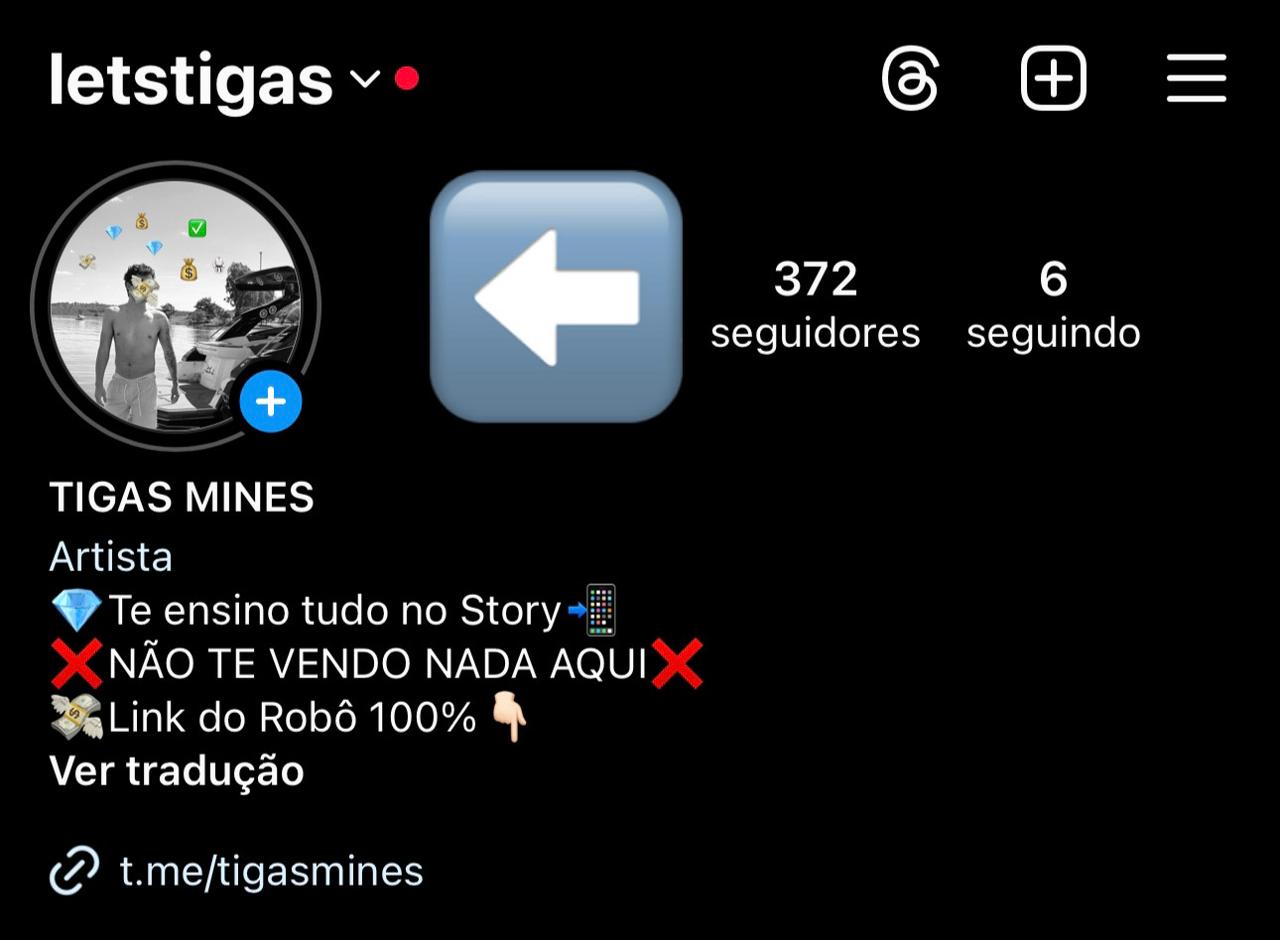 letstigas
372
seguidores
6
seguindo
TIGAS MINES
Artista
💎Te ensino tudo no Story📲
❌NÃO TE VENDO NADA AQUI❌
💸Link do Robô 100% 👇🏻
Ver tradução
t.me/tigasmines